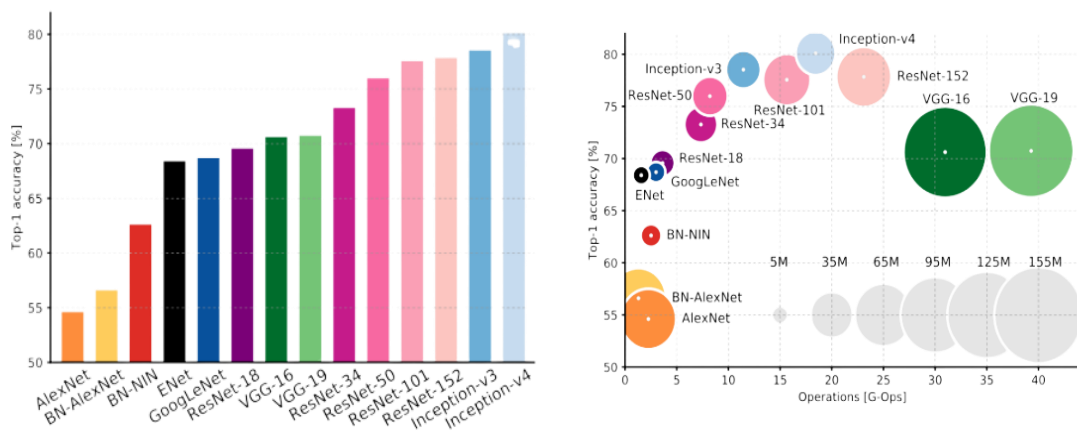 80
75
70
65
60
55
50
Top-1 accuracy [%]
AlexNet
BN-AlexNet
BN-NIN
ENet
GoogLeNet
ResNet-18
VGG-16
VGG-19
ResNet-34
ResNet-50
ResNet-101
ResNet-152
Inception-v3
Inception-v4
80
75
70
65
60
55
50
Top-1 accuracy [%]
Inception-v4
Inception-v3
ResNet-152
ResNet-50
VGG-16 VGG-19
ResNet-101
ResNet-34
ResNet-18
GoogLeNet
ENet
BN-NIN
5M 35M 65M 95M 125M 155M
BN-AlexNet
AlexNet
0 5 10 15 20 25 30 35 40
Operations [G-Ops]